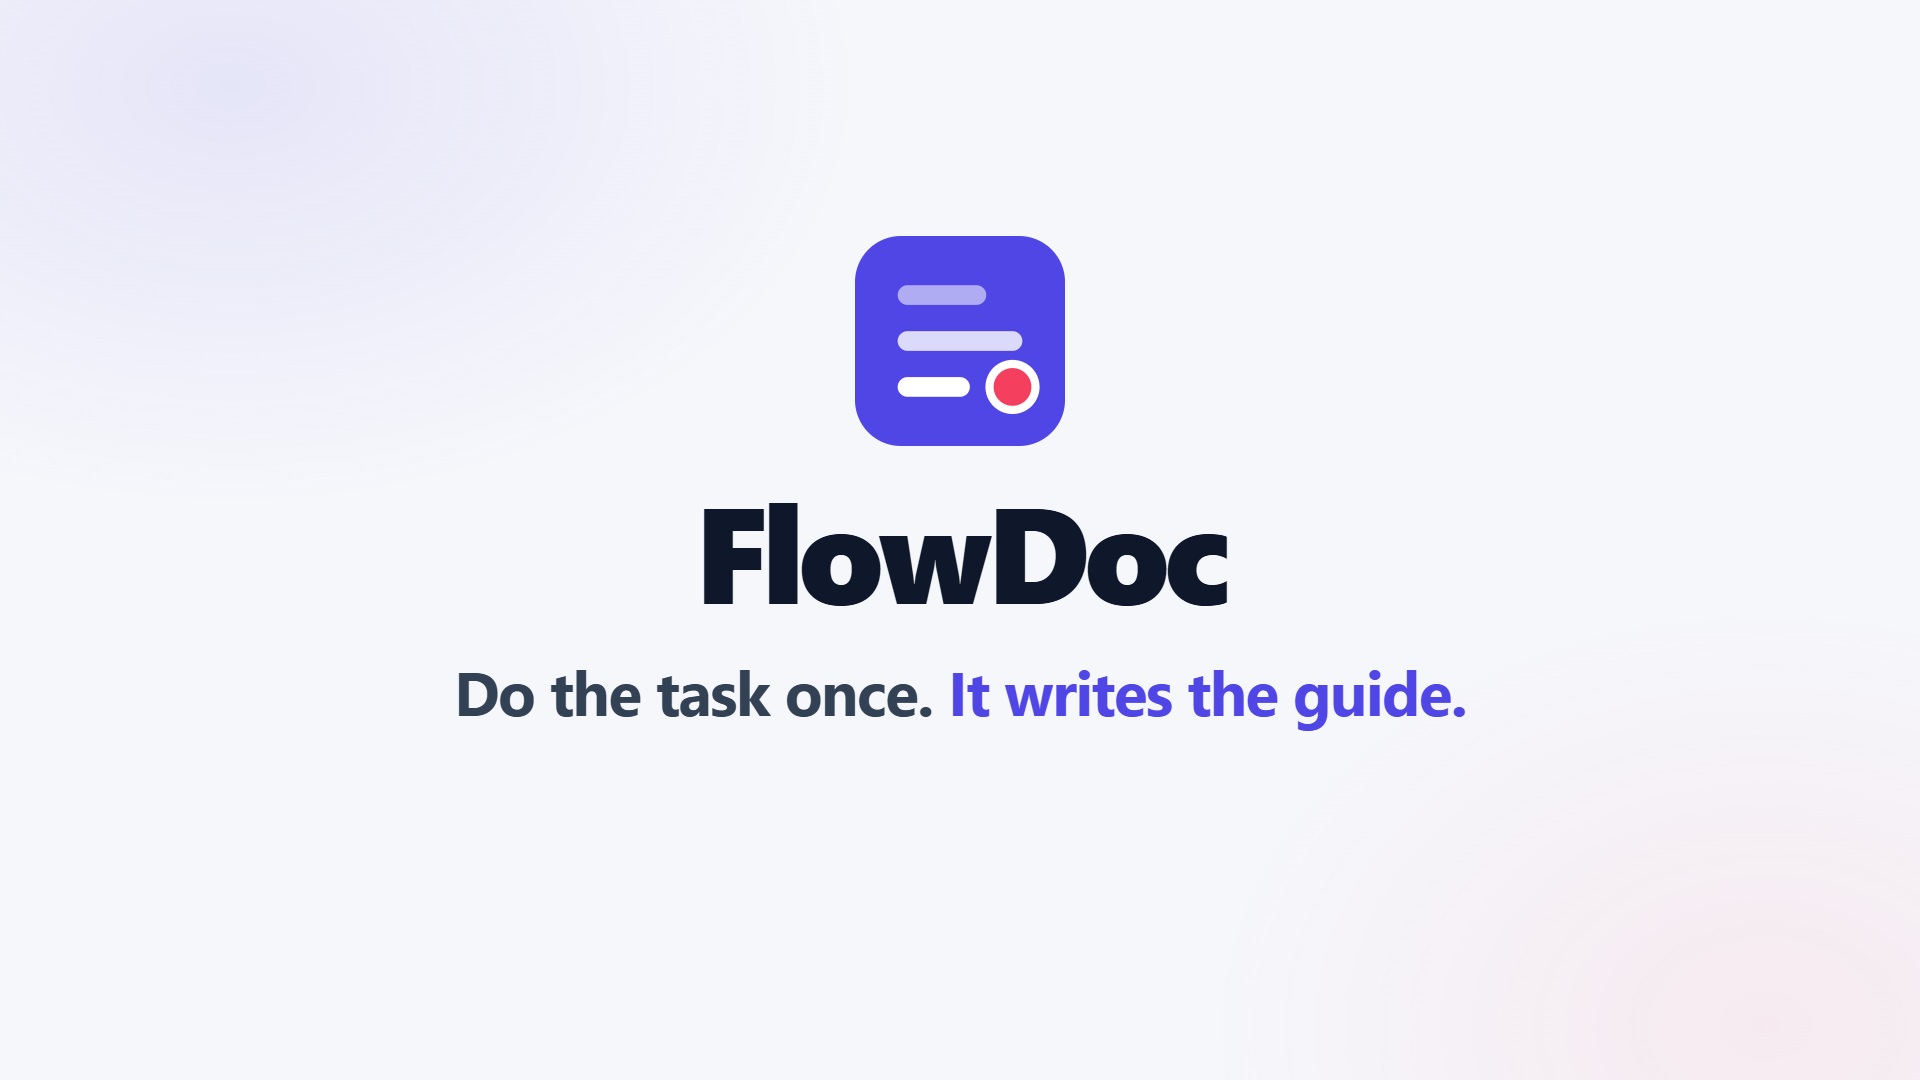 FlowDoc
Do the task once. It writes the guide.